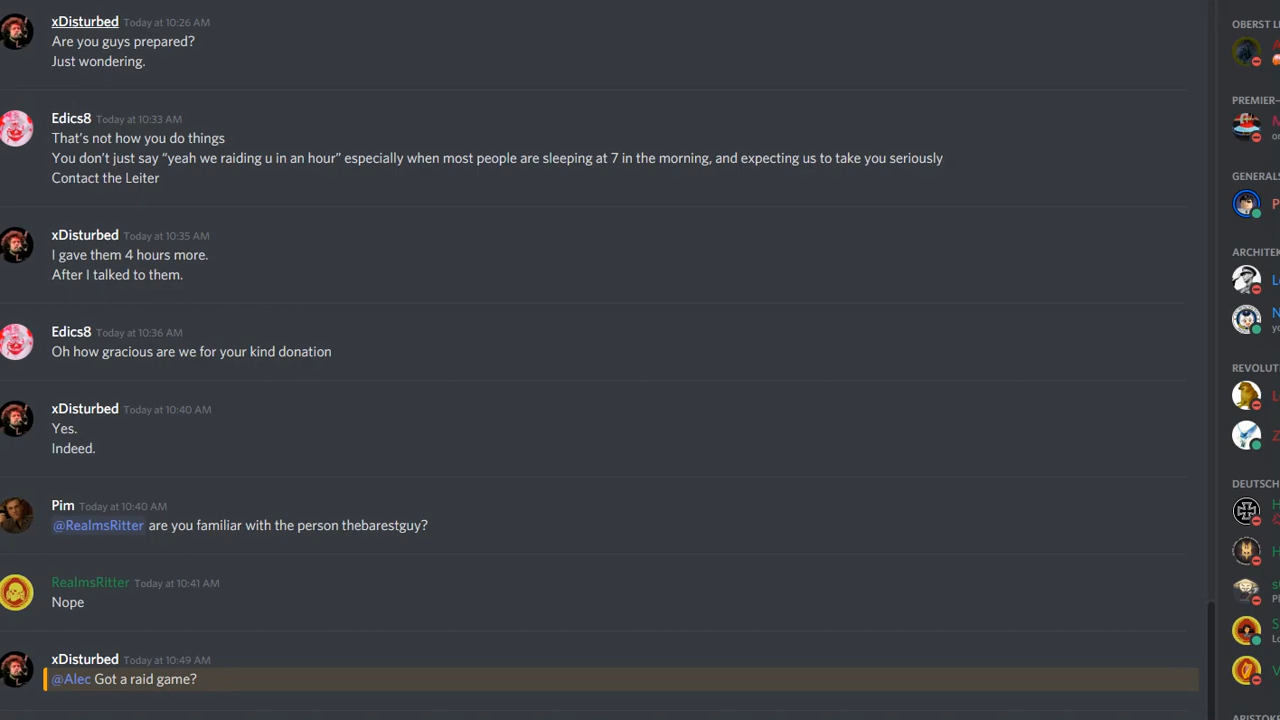 xDisturbed Today at 10:26 AM
Are you guys prepared?
Just wondering.
Edics8 Today at 10:33 AM
That's not how you do things
You don't just say “yeah we raiding u in an hour” especially when most people are sleeping at 7 in the morning, and expecting us to take you seriously
Contact the Leiter
xDisturbed Today at 10:35 AM
I gave them 4 hours more.
After I talked to them.
Edics8 Today at 10:36 AM
Oh how gracious are we for your kind donation
xDisturbed Today at 10:40 AM
Yes.
Indeed.
Pim Today at 10:40 AM
@RealmsRitter are you familiar with the person thebarestguy?
RealmsRitter Today at 10:41 AM
Nope
xDisturbed Today at 10:49 AM
@Alec Got a raid game?
OBERST
PREMIER-
GENERALS
ARCHITEK
REVOLUT
DEUTSCH